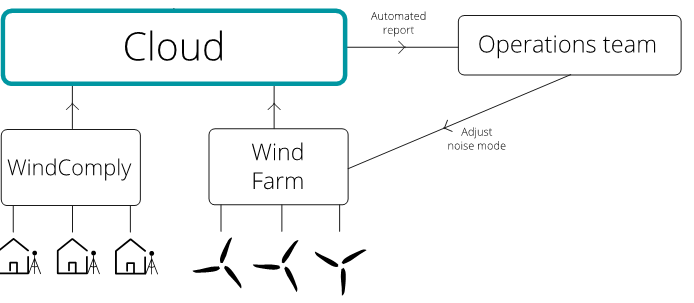 Automated
report
Cloud
Operations team
Adjust
noise mode
WindComply
Wind
Farm